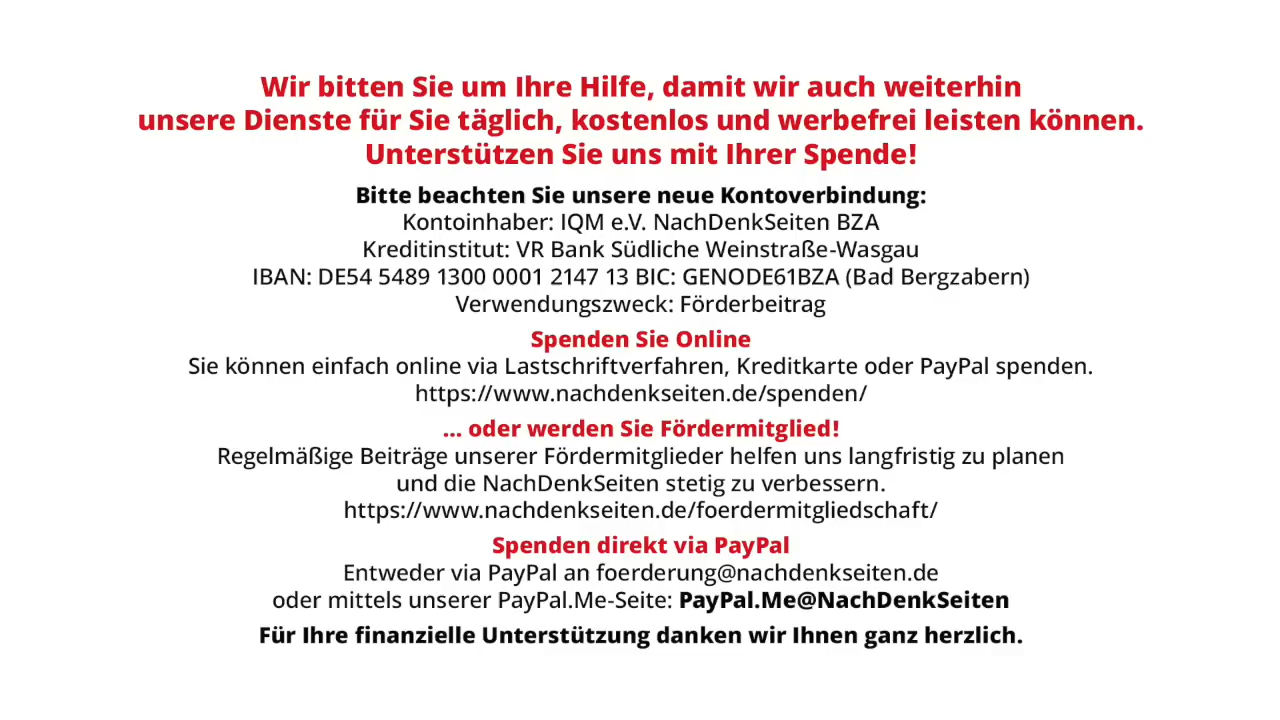 Wir bitten Sie um Ihre Hilfe, damit wir auch weiterhin
unsere Dienste für Sie täglich, kostenlos und werbefrei leisten können.
Unterstützen Sie uns mit Ihrer Spende!
Bitte beachten Sie unsere neue Kontoverbindung:
Kontoinhaber: IQM e.V. NachDenkSeiten BZA
Kreditinstitut: VR Bank Südliche Weinstraße-Wasgau
IBAN: DE54 5489 1300 0001 2147 13 BIC: GENODE61BZA (Bad Bergzabern)
Verwendungszweck: Förderbeitrag
Spenden Sie Online
Sie können einfach online via Lastschriftverfahren, Kreditkarte oder PayPal spenden.
https://www.nachdenkseiten.de/spenden/
... oder werden Sie Fördermitglied!
Regelmäßige Beiträge unserer Fördermitglieder helfen uns langfristig zu planen
und die NachDenkSeiten stetig zu verbessern.
https://www.nachdenkseiten.de/foerdermitgliedschaft/
Spenden direkt via PayPal
Entweder via PayPal an foerderung@nachdenkseiten.de
oder mittels unserer PayPal.Me-Seite: PayPal.Me@NachDenkSeiten
Für Ihre finanzielle Unterstützung danken wir Ihnen ganz herzlich.